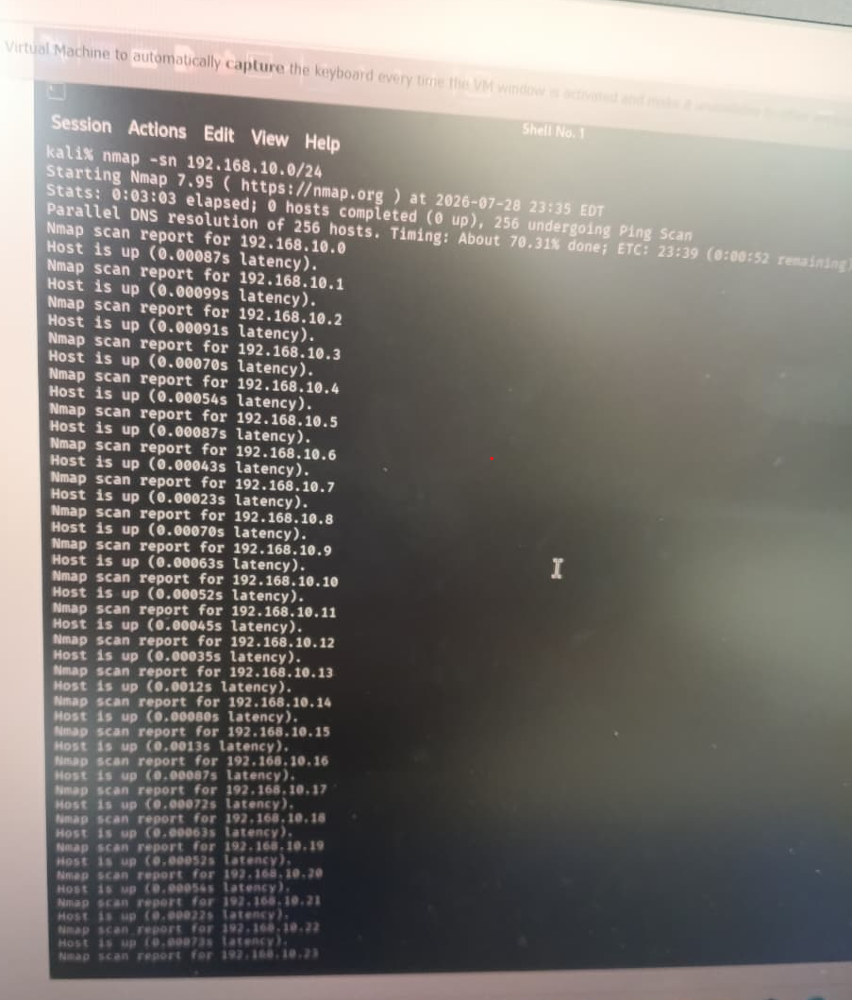 Virtual Machine to automatically capture the keyboard every time the VM window is activated and make it
Shell No. 1
Session Actions Edit View Help
kali% nmap -sn 192.168.10.0/24
Starting Nmap 7.95 ( https://nmap.org ) at 2026-07-28 23:35 EDT
Stats: 0:03:03 elapsed; 0 hosts completed (0 up), 256 undergoing Ping Scan
Parallel DNS resolution of 256 hosts. Timing: About 70.31% done; ETC: 23:39 (0:00:52 remaining)
Nmap scan report for 192.168.10.0
Host is up (0.00087s latency).
Nmap scan report for 192.168.10.1
Host is up (0.00099s latency).
Nmap scan report for 192.168.10.2
Host is up (0.00091s latency).
Nmap scan report for 192.168.10.3
Host is up (0.00070s latency).
Nmap scan report for 192.168.10.4
Host is up (0.00054s latency).
Nmap scan report for 192.168.10.5
Host is up (0.00087s latency).
Nmap scan report for 192.168.10.6
Host is up (0.00043s latency).
Nmap scan report for 192.168.10.7
Host is up (0.00023s latency).
Nmap scan report for 192.168.10.8
Host is up (0.00070s latency).
Nmap scan report for 192.168.10.9
Host is up (0.00063s latency).
Nmap scan report for 192.168.10.10
Host is up (0.00052s latency).
Nmap scan report for 192.168.10.11
Host is up (0.00045s latency).
Nmap scan report for 192.168.10.12
Host is up (0.00035s latency).
Nmap scan report for 192.168.10.13
Host is up (0.0012s latency).
Nmap scan report for 192.168.10.14
Host is up (0.00080s latency).
Nmap scan report for 192.168.10.15
Host is up (0.0013s latency).
Nmap scan report for 192.168.10.16
Host is up (0.00087s latency).
Nmap scan report for 192.168.10.17
Host is up (0.00072s latency).
Nmap scan report for 192.168.10.18
Host is up (0.00063s latency).
Nmap scan report for 192.168.10.19
Host is up (0.00052s latency).
Nmap scan report for 192.168.10.20
Host is up (0.00054s latency).
Nmap scan report for 192.168.10.21
Host is up (0.00027s latency).
Nmap scan report for 192.168.10.22
Host is up (0.00073s latency).
Nmap scan report for 192.168.10.23